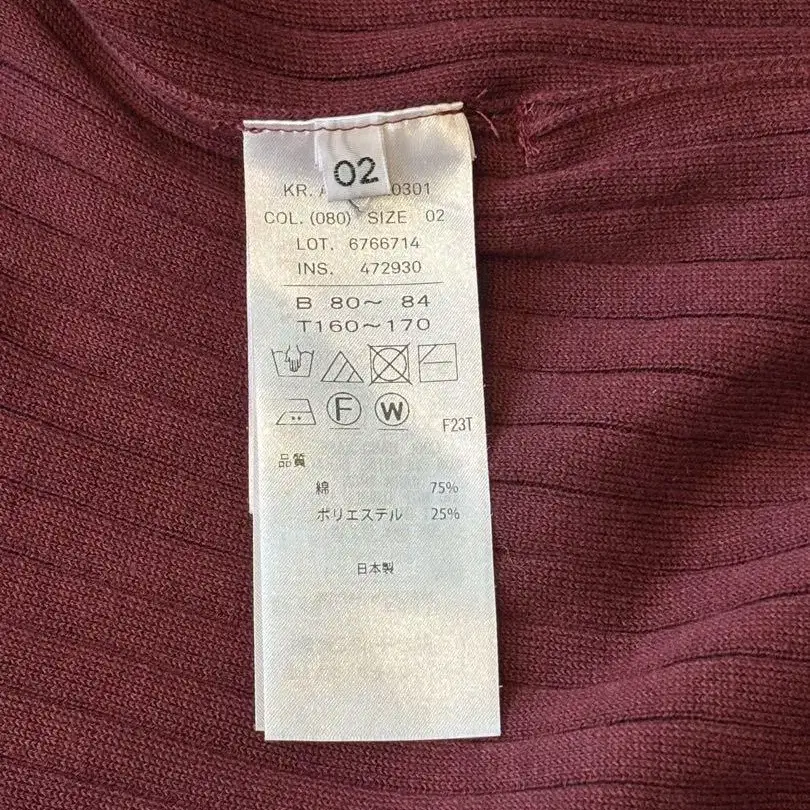 02
KR. 0301
COL. (080) SIZE 02
LOT. 6766714
INS. 472930
B 80～ 84
T160～170
F W
F23T
品質
綿 75%
ポリエステル 25%
日本製